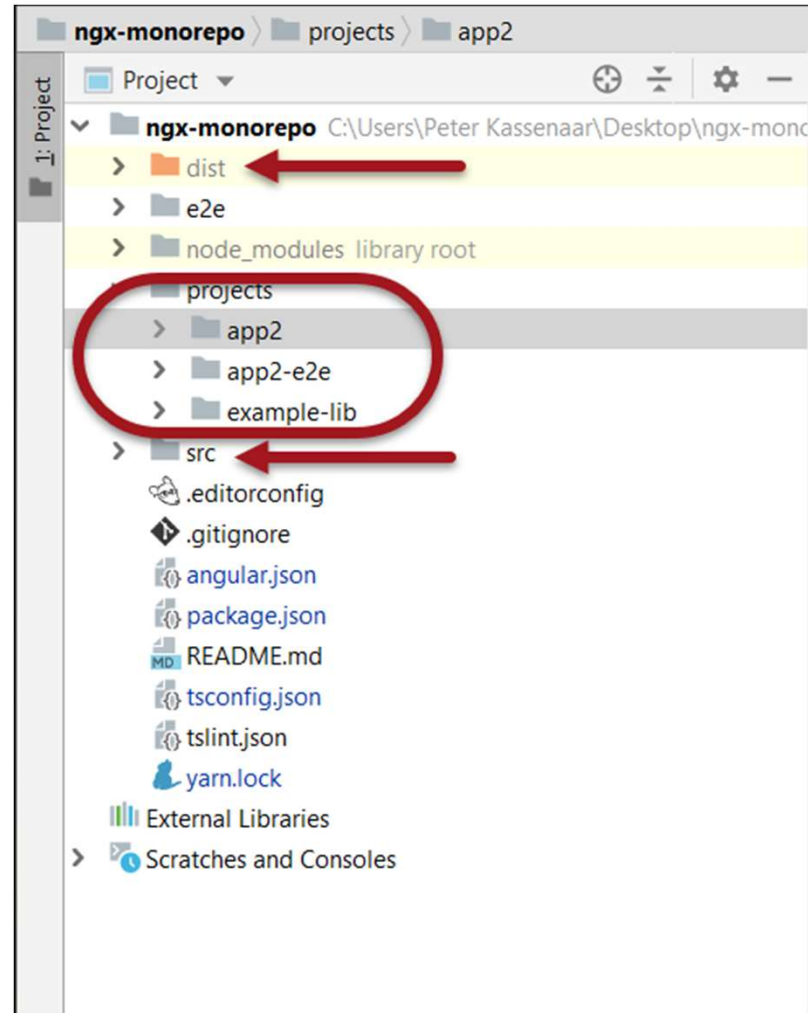 ngx-monorepo projects app2
1: Project
Project
ngx-monorepo C:\Users\Peter Kassenaar\Desktop\ngx-mono
dist
e2e
node_modules library root
projects
app2
app2-e2e
example-lib
src
.editorconfig
.gitignore
angular.json
package.json
MD README.md
tsconfig.json
tslint.json
yarn.lock
External Libraries
Scratches and Consoles